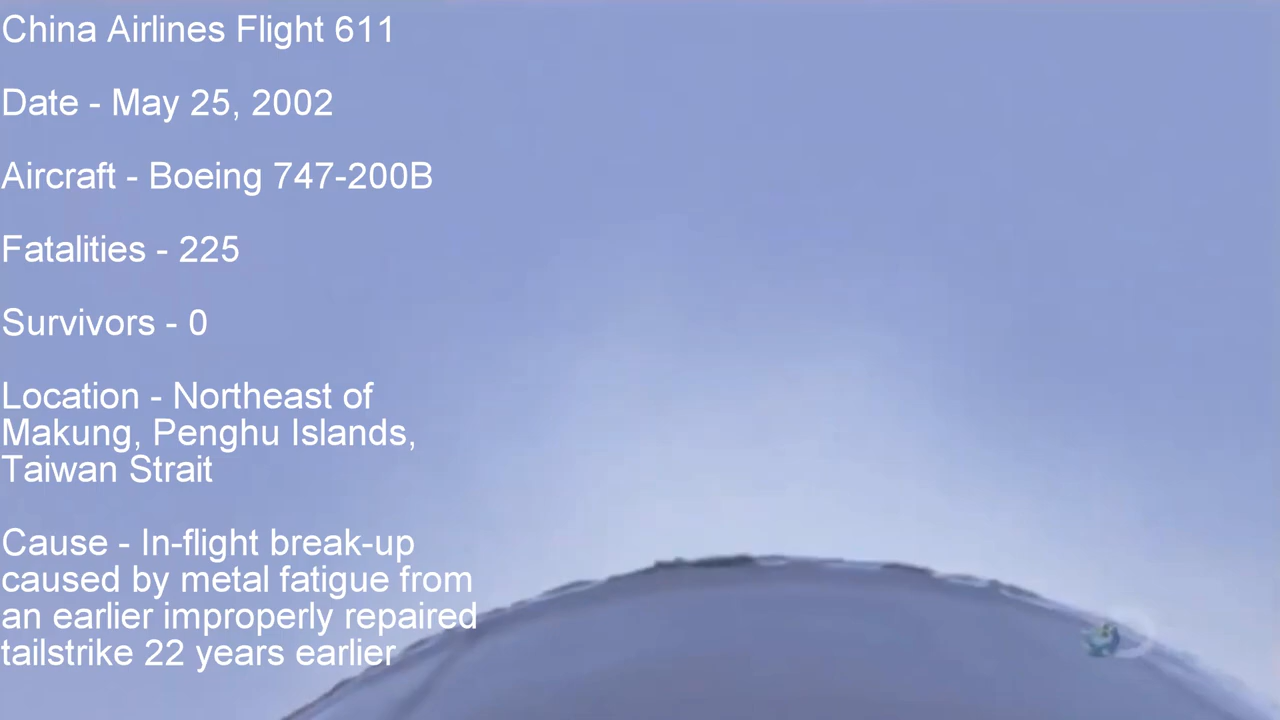 China Airlines Flight 611
Date - May 25, 2002
Aircraft - Boeing 747-200B
Fatalities - 225
Survivors - 0
Location - Northeast of
Makung, Penghu Islands,
Taiwan Strait
Cause - In-flight break-up
caused by metal fatigue from
an earlier improperly repaired
tailstrike 22 years earlier